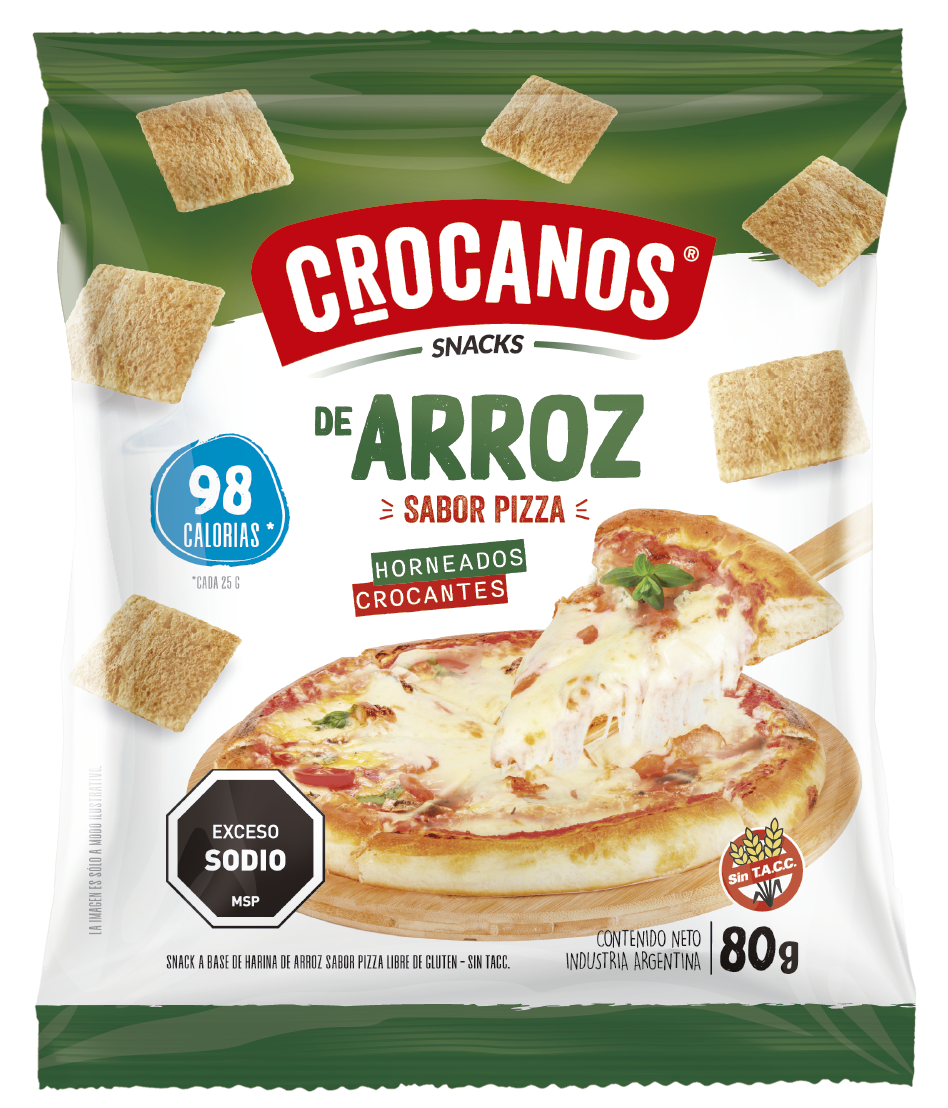 CROCANOS®
SNACKS
DE ARROZ
SABOR PIZZA
98
CALORIAS *
*CADA 25 G
HORNEADOS
CROCANTES
LA IMAGEN ES SÓLO A MODO ILUSTRATIVO.
EXCESO
SODIO
MSP
Sin T.A.C.C.
SNACK A BASE DE HARINA DE ARROZ SABOR PIZZA LIBRE DE GLUTEN - SIN TACC.
CONTENIDO NETO
INDUSTRIA ARGENTINA
80g